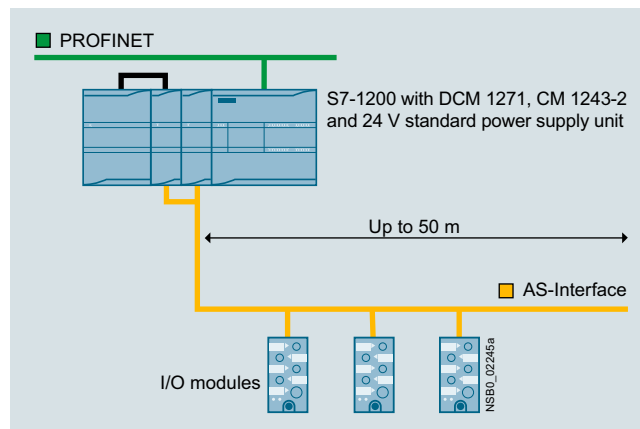 PROFINET
S7-1200 with DCM 1271, CM 1243-2
and 24 V standard power supply unit
Up to 50 m
AS-Interface
I/O modules
NSB0_02245a